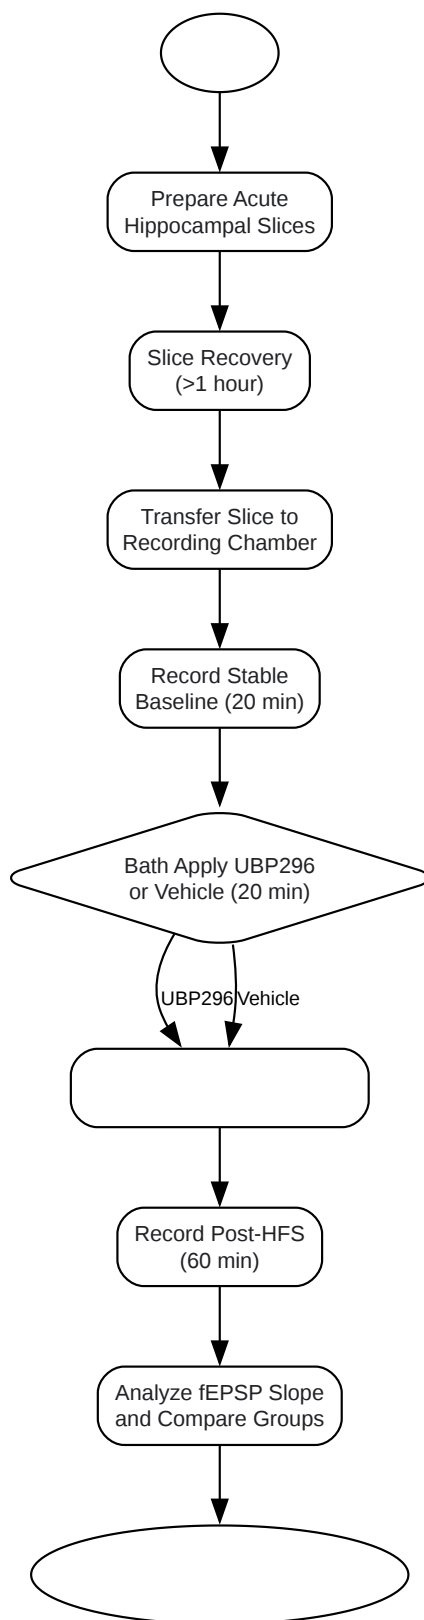 Prepare Acute
Hippocampal Slices
Slice Recovery
(>1 hour)
Transfer Slice to
Recording Chamber
Record Stable
Baseline (20 min)
Bath Apply UBP296
or Vehicle (20 min)
UBP296 Vehicle
Record Post-HFS
(60 min)
Analyze fEPSP Slope
and Compare Groups